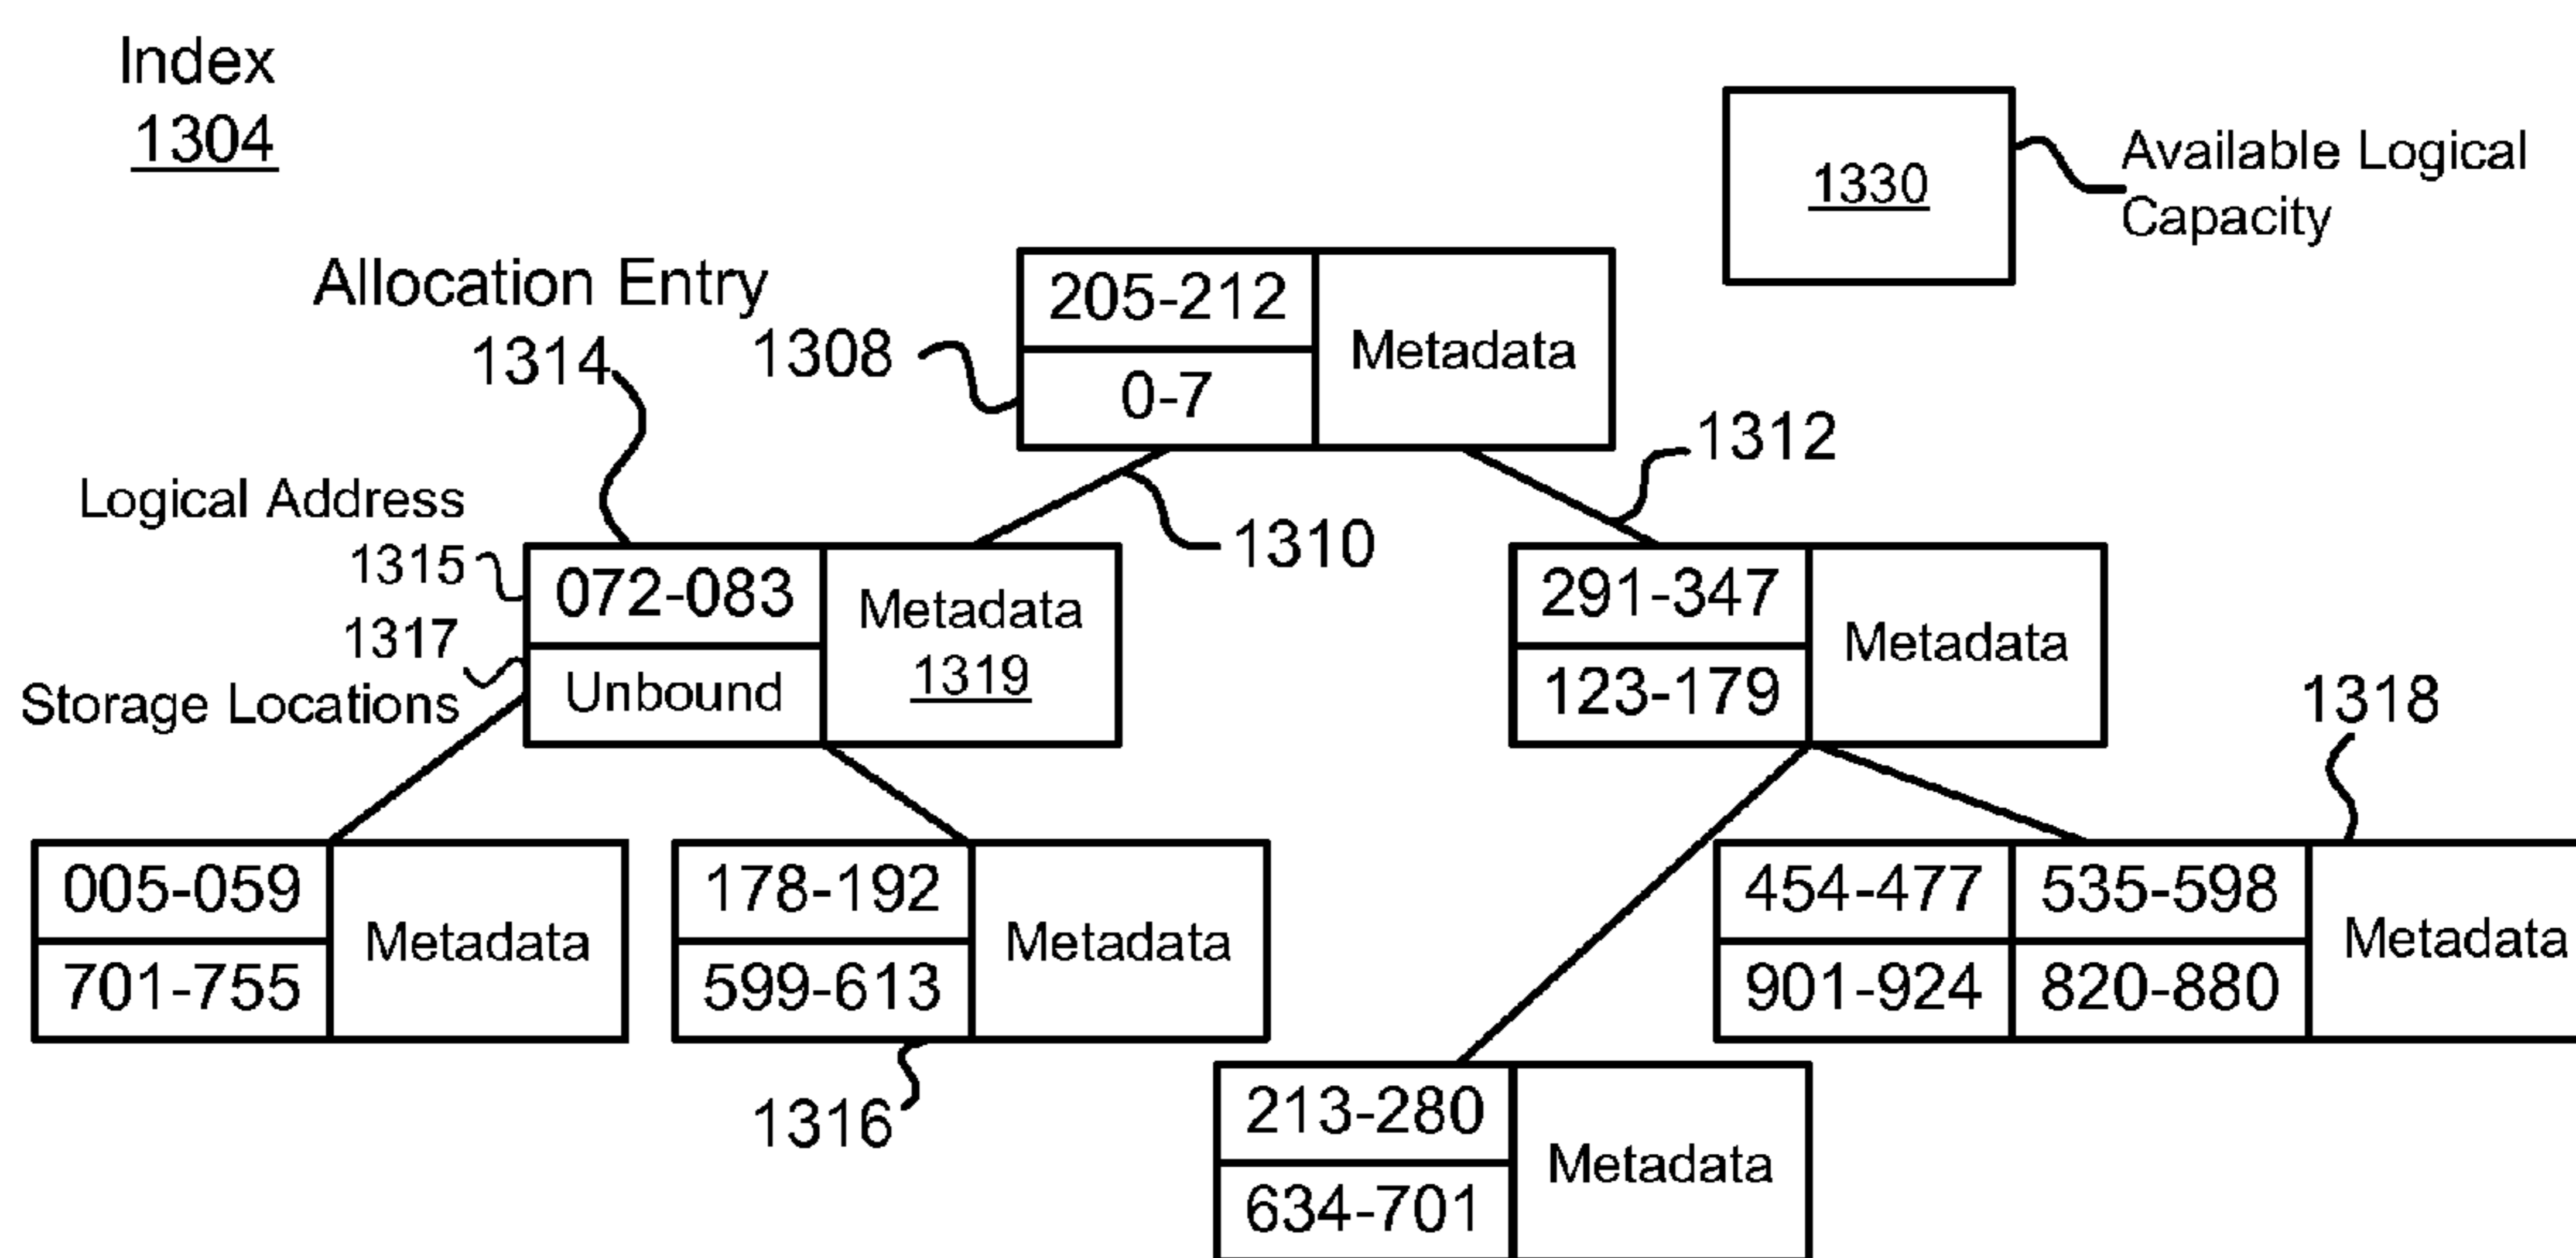 Index
1304
1330
Available Logical
Capacity
Allocation Entry
1314
1308
205-212
0-7
Metadata
1312
1310
Logical Address
1315
1317
Storage Locations
072-083
Unbound
Metadata
1319
291-347
123-179
Metadata
1318
005-059
701-755
Metadata
178-192
599-613
Metadata
1316
454-477
535-598
901-924
820-880
Metadata
213-280
634-701
Metadata